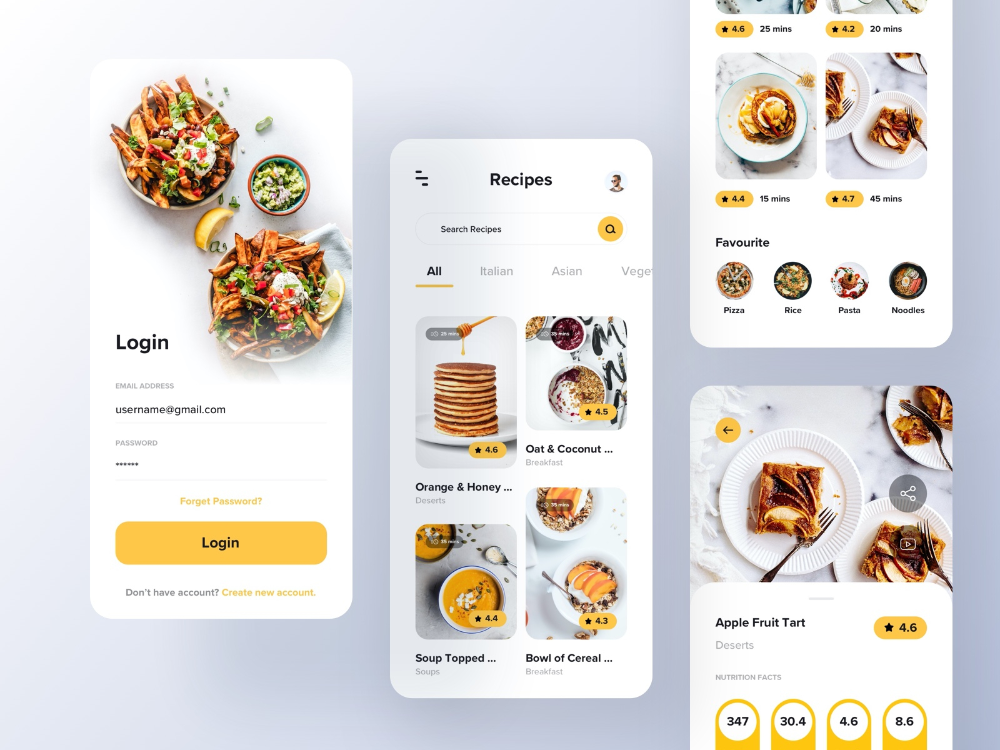 Login
EMAIL ADDRESS
username@gmail.com
PASSWORD
******
Forget Password?
Login
Don't have account? Create new account.
Recipes
Search Recipes
All Italian Asian Veget
25 mins
4.6
Orange & Honey ...
Deserts
35 mins
4.4
Soup Topped ...
Soups
35 mins
4.5
Oat & Coconut ...
Breakfast
35 mins
4.3
Bowl of Cereal ...
Breakfast
4.6 25 mins 4.2 20 mins
4.4 15 mins 4.7 45 mins
Favourite
Pizza Rice Pasta Noodles
Apple Fruit Tart
4.6
Deserts
NUTRITION FACTS
347 30.4 4.6 8.6